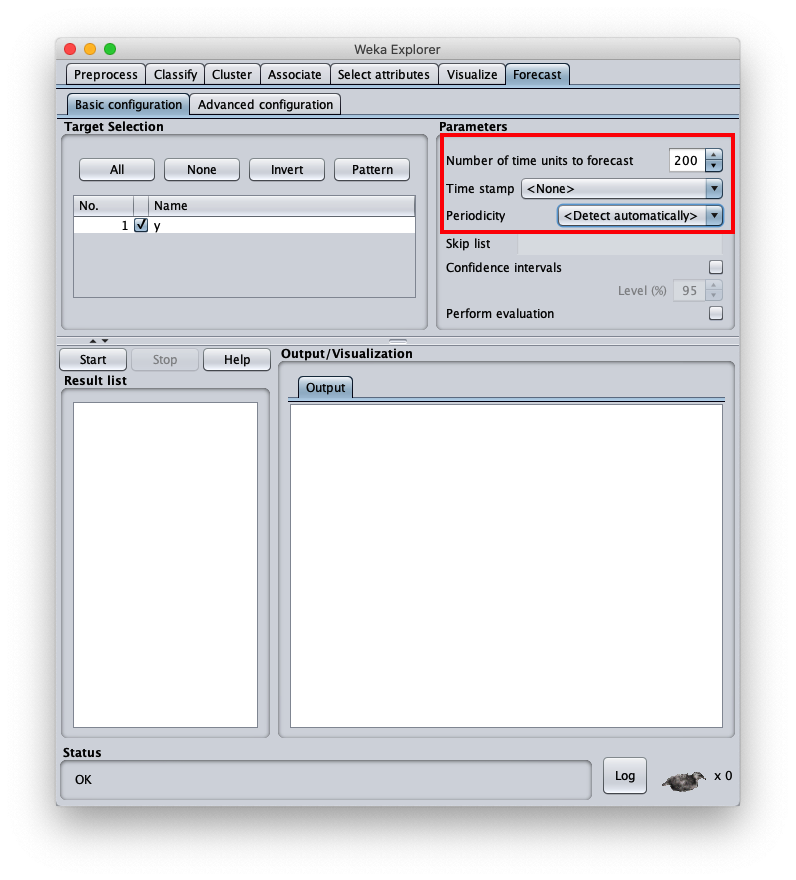 Weka Explorer
Preprocess Classify Cluster Associate Select attributes Visualize Forecast
Basic configuration Advanced configuration
Target Selection
All None Invert Pattern
No. Name
1 y
Parameters
Number of time units to forecast 200
Time stamp <None>
Periodicity <Detect automatically>
Skip list
Confidence intervals
Level (%) 95
Perform evaluation
Start Stop Help
Result list
Output/Visualization
Output
Status
OK
Log x 0